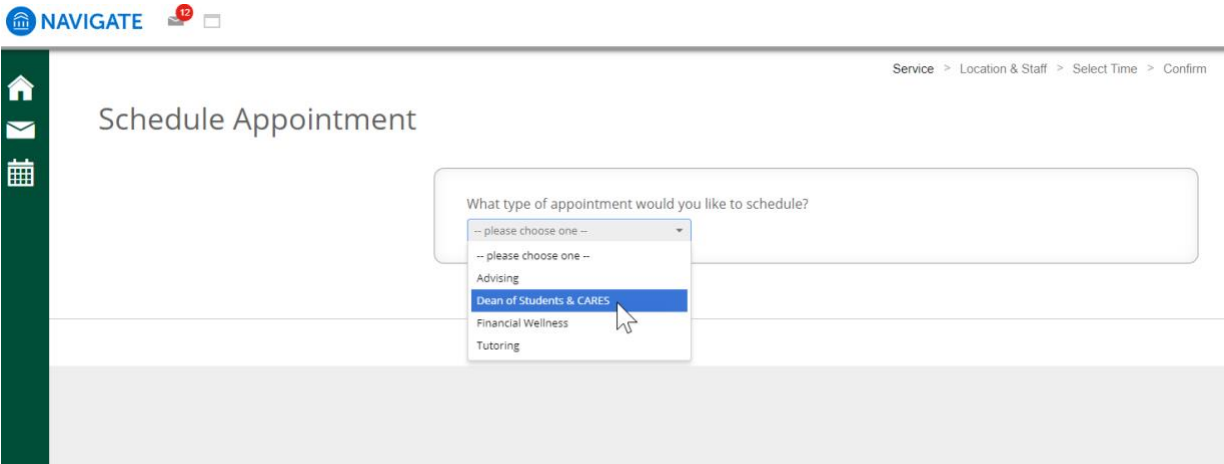 NAVIGATE
12
Service > Location & Staff > Select Time > Confirm
Schedule Appointment
What type of appointment would you like to schedule?
-- please choose one --
-- please choose one --
Advising
Dean of Students & CARES
Financial Wellness
Tutoring